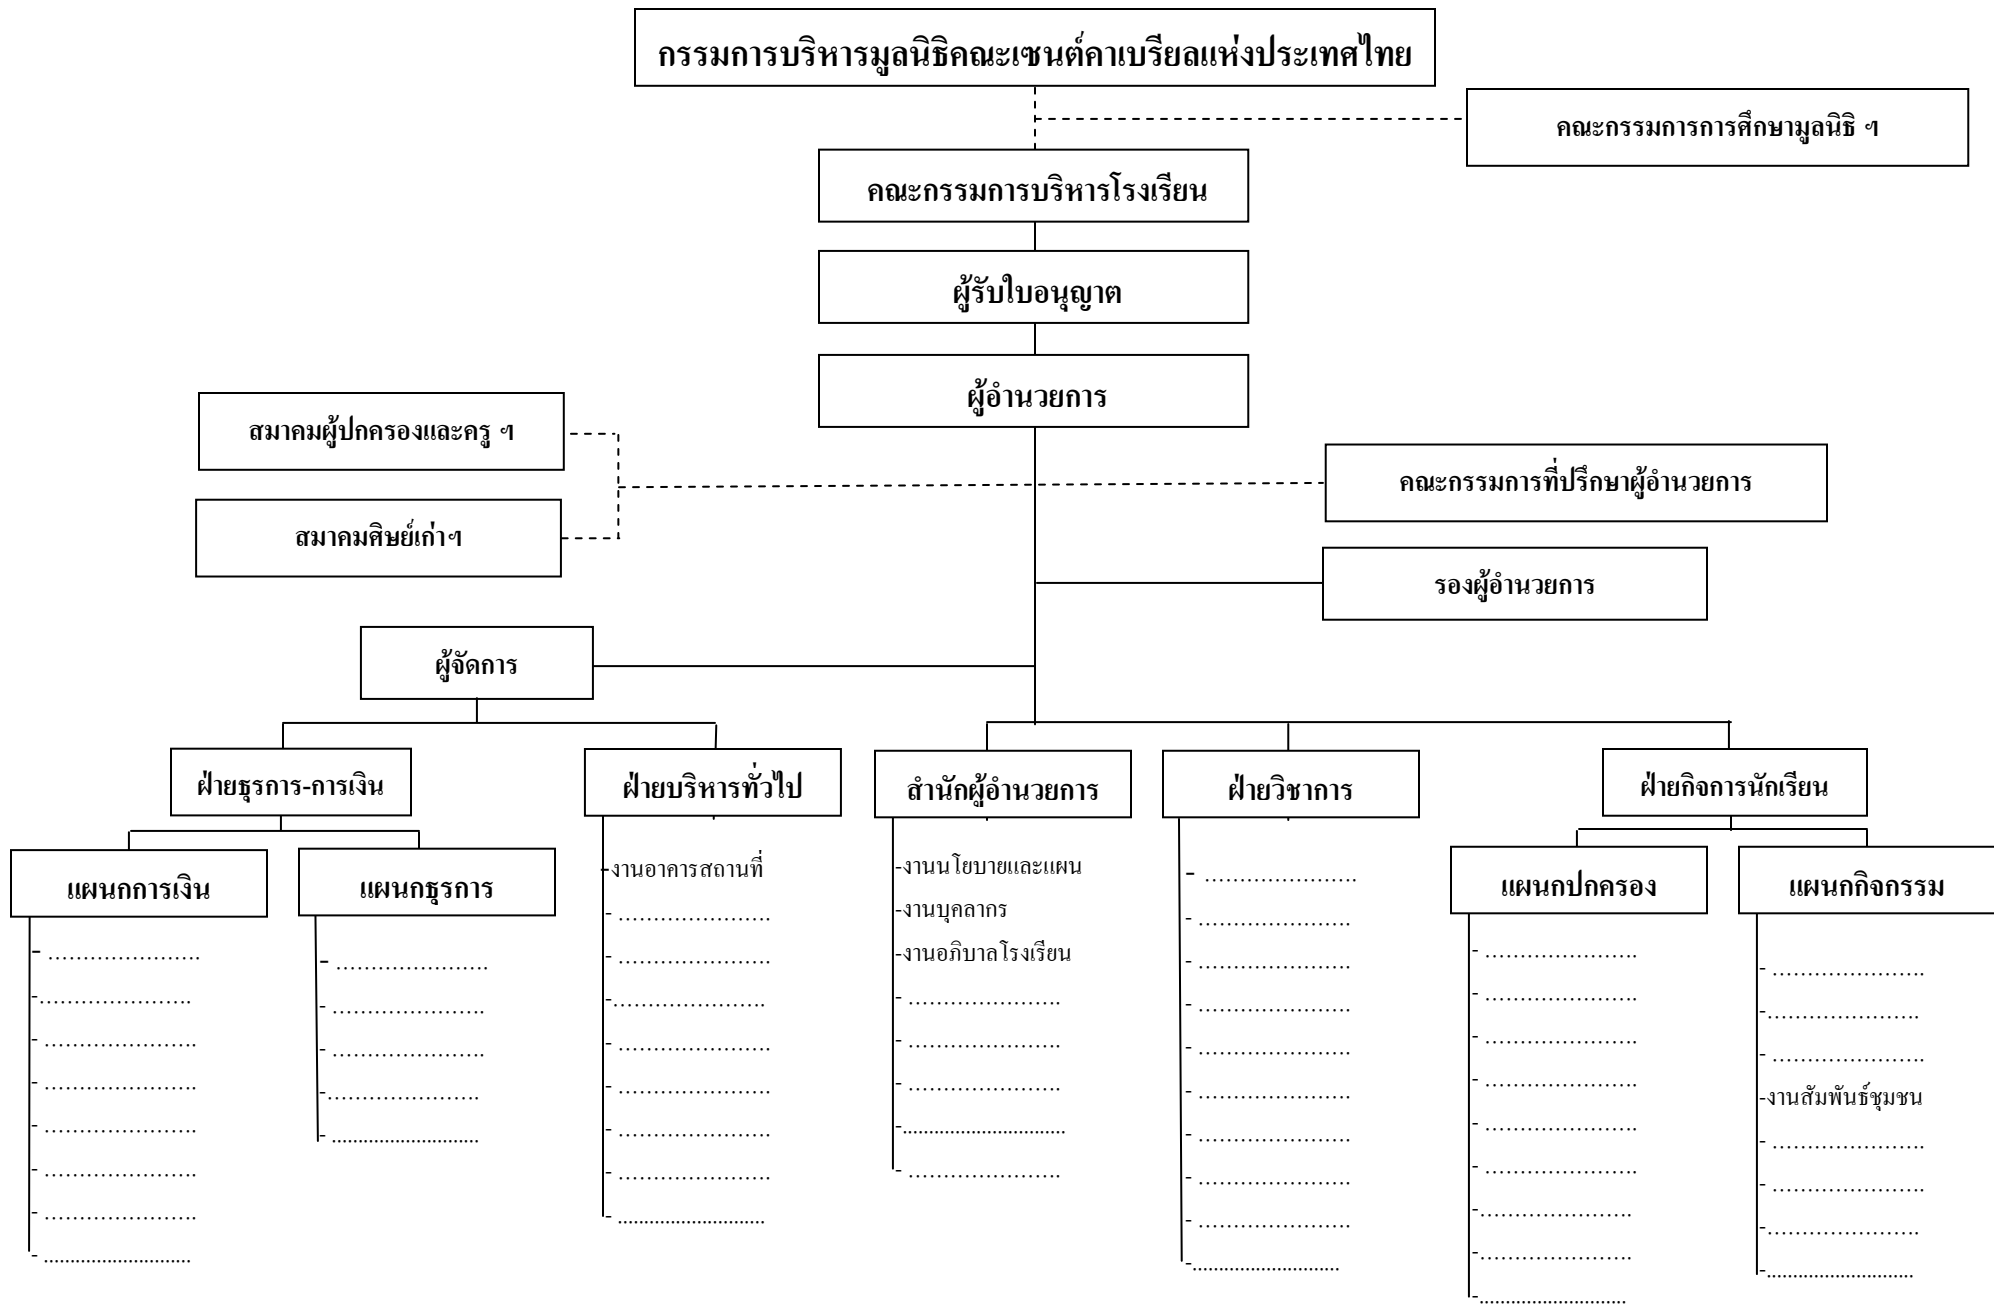 กรรมการบริหารมูลนิธิคณะเซนต์คาเบรียลแห่งประเทศไทย
คณะกรรมการการศึกษามูลนิธิ ฯ
คณะกรรมการบริหารโรงเรียน
ผู้รับใบอนุญาต
ผู้อำนวยการ
สมาคมผู้ปกครองและครู ฯ
คณะกรรมการที่ปรึกษาผู้อำนวยการ
สมาคมศิษย์เก่าฯ
รองผู้อำนวยการ
ผู้จัดการ
ฝ่ายธุรการ-การเงิน
ฝ่ายบริหารทั่วไป
สำนักผู้อำนวยการ
ฝ่ายวิชาการ
ฝ่ายกิจการนักเรียน
แผนกการเงิน
แผนกธุรการ
-งานอาคารสถานที่
-งานนโยบายและแผน
-งานบุคลากร
-งานอภิบาลโรงเรียน
แผนกปกครอง
แผนกกิจกรรม
-งานสัมพันธ์ชุมชน